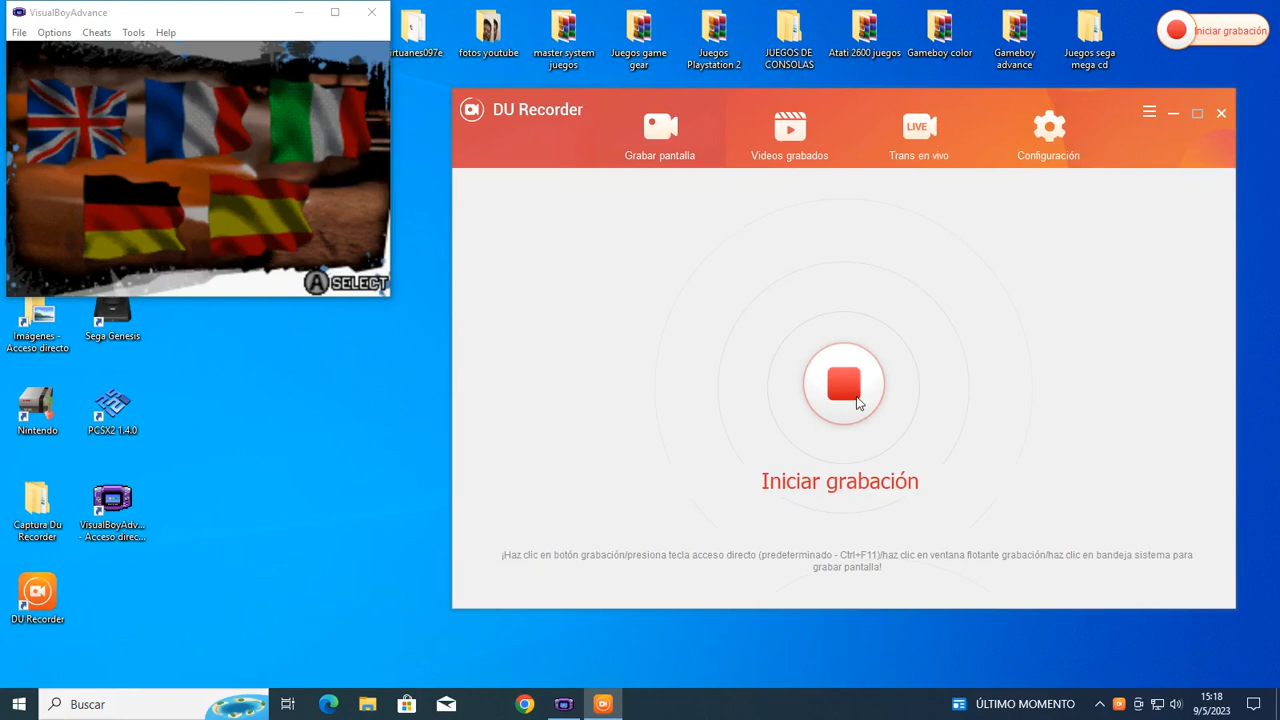 VisualBoyAdvance
File Options Cheats Tools Help
A SELECT
irtuanes097e
fotos youtube
master system
juegos
Juegos game
gear
Juegos
Playstation 2
JUEGOS DE
CONSOLAS
Atati 2600 juegos
Gameboy color
Gameboy
advance
Juegos sega
mega cd
Iniciar grabación
DU Recorder
Grabar pantalla
Videos grabados
LIVE
Trans en vivo
Configuración
Iniciar grabación
¡Haz clic en botón grabación/presiona tecla acceso directo (predeterminado - Ctrl+F11)/haz clic en ventana flotante grabación/haz clic en bandeja sistema para
grabar pantalla!
Imagenes -
Acceso directo
Sega Genesis
Nintendo
PCSX2 1.4.0
Captura Du
Recorder
VisualBoyAdv...
- Acceso direc...
DU Recorder
Buscar
ÚLTIMO MOMENTO
15:18
9/5/2023